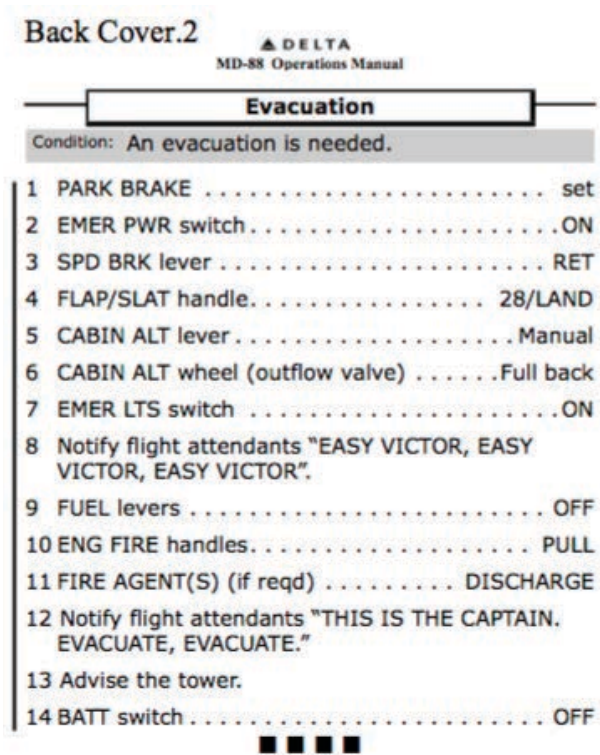 Back Cover.2
DELTA
MD-88 Operations Manual
Evacuation
Condition: An evacuation is needed.
1 PARK BRAKE . . . . . . . . . . . . . . . . . . . . . . . set
2 EMER PWR switch . . . . . . . . . . . . . . . . . . . . . ON
3 SPD BRK lever . . . . . . . . . . . . . . . . . . . . . . RET
4 FLAP/SLAT handle. . . . . . . . . . . . . . . . 28/LAND
5 CABIN ALT lever . . . . . . . . . . . . . . . . . . . Manual
6 CABIN ALT wheel (outflow valve) . . . . . . Full back
7 EMER LTS switch . . . . . . . . . . . . . . . . . . . . . ON
8 Notify flight attendants “EASY VICTOR, EASY
VICTOR, EASY VICTOR”.
9 FUEL levers . . . . . . . . . . . . . . . . . . . . . . . . OFF
10 ENG FIRE handles. . . . . . . . . . . . . . . . . . . PULL
11 FIRE AGENT(S) (if reqd) . . . . . . . . . DISCHARGE
12 Notify flight attendants “THIS IS THE CAPTAIN.
EVACUATE, EVACUATE.”
13 Advise the tower.
14 BATT switch . . . . . . . . . . . . . . . . . . . . . . . . OFF